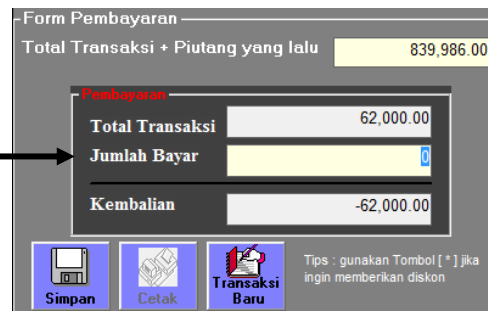 Form Pembayaran
Total Transaksi + Piutang yang lalu 839,986.00
Pembayaran
Total Transaksi 62,000.00
Jumlah Bayar 0
Kembalian -62,000.00
Simpan
Cetak
Transaksi
Baru
Tips : gunakan Tombol [ * ] jika
ingin memberikan diskon